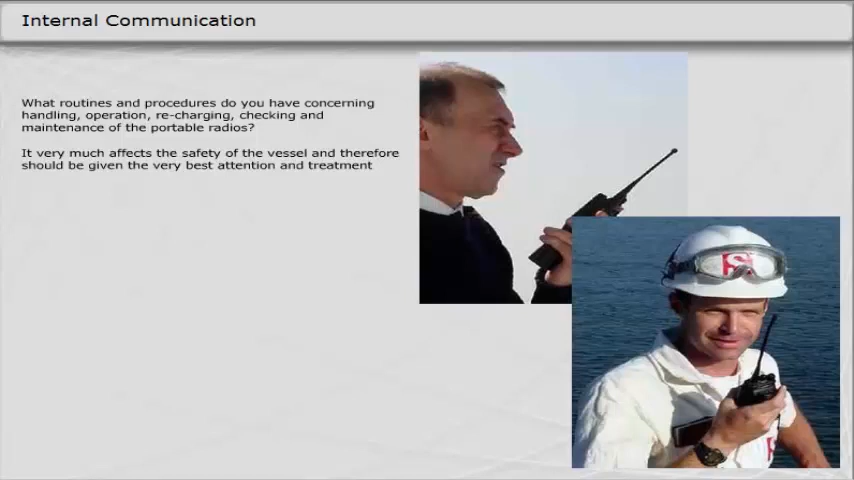 Internal Communication
What routines and procedures do you have concerning
handling, operation, re-charging, checking and
maintenance of the portable radios?
It very much affects the safety of the vessel and therefore
should be given the very best attention and treatment